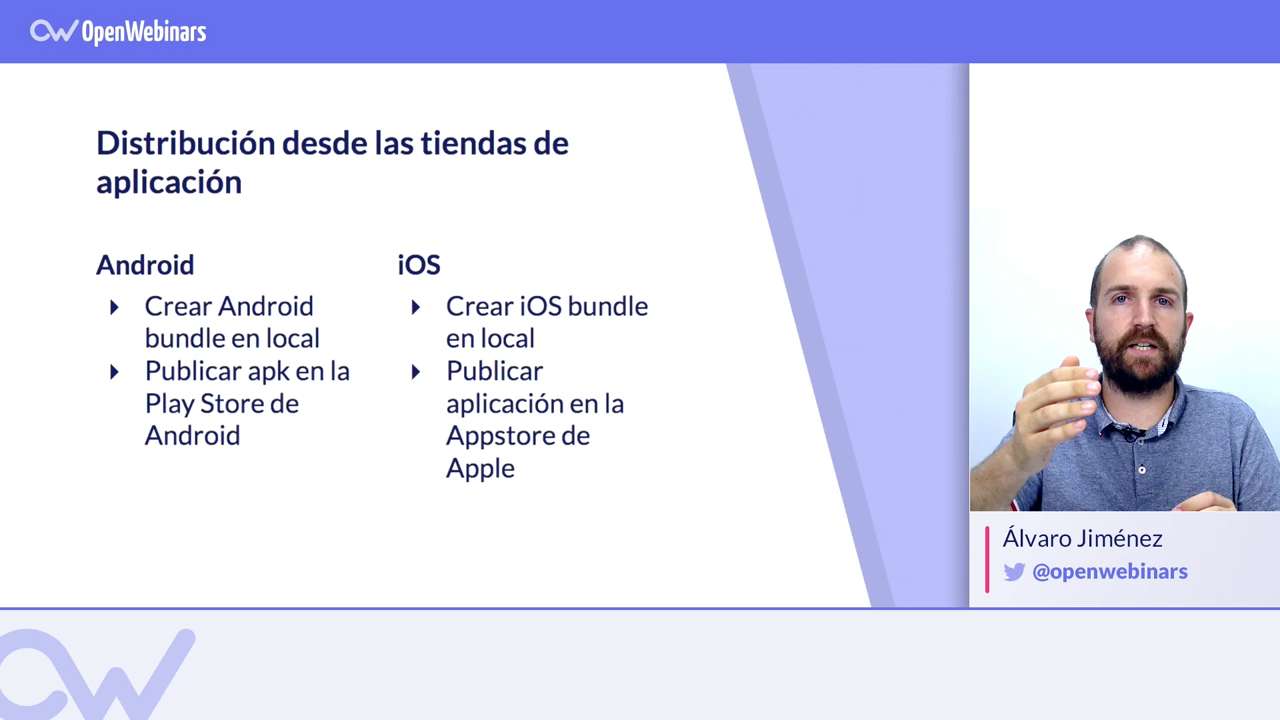 OpenWebinars
Distribución desde las tiendas de
aplicación
Android
Crear Android
bundle en local
Publicar apk en la
Play Store de
Android
iOS
Crear iOS bundle
en local
Publicar
aplicación en la
Appstore de
Apple
Álvaro Jiménez
@openwebinars